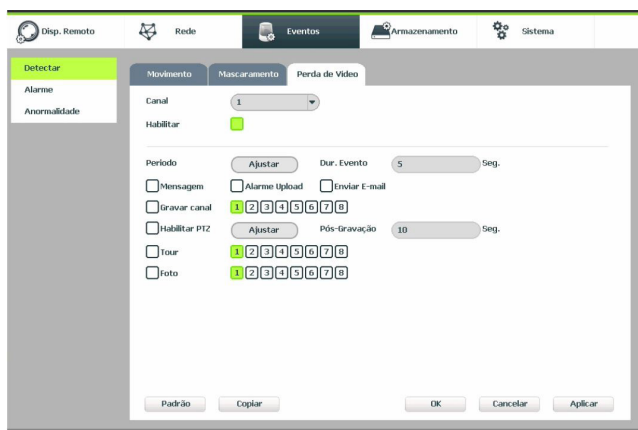 Disp. Remoto Rede Eventos Armazenamento Sistema
Detectar
Alarme
Anormalidade
Movimento Mascaramento Perda de Video
Canal 1
Habilitar
Período Ajustar Dur. Evento 5 Seg.
Mensagem Alarme Upload Enviar E-mail
Gravar canal 1 2 3 4 5 6 7 8
Habilitar PTZ Ajustar Pós-Gravação 10 Seg.
Tour 1 2 3 4 5 6 7 8
Foto 1 2 3 4 5 6 7 8
Padrão Copiar OK Cancelar Aplicar